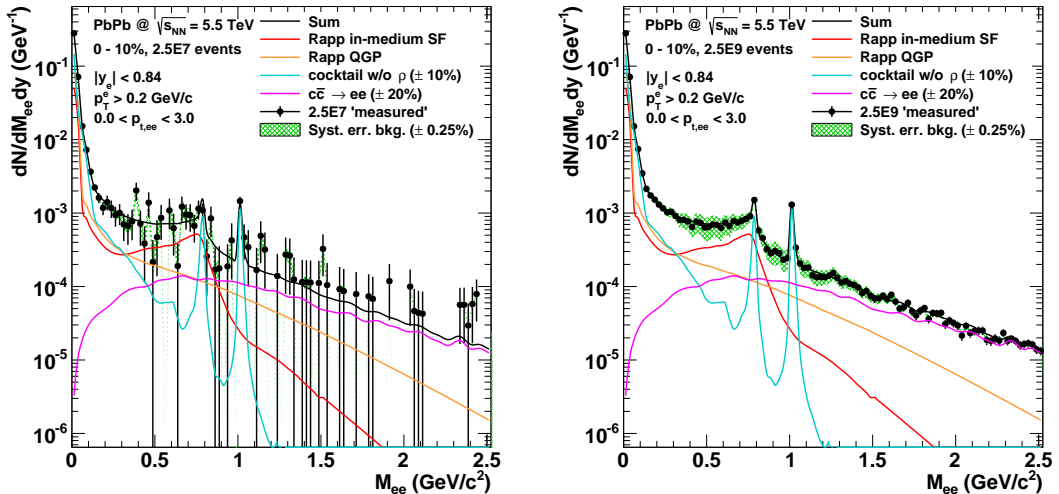 PbPb @ √s_NN = 5.5 TeV
0 - 10%, 2.5E7 events
|y_e| < 0.84
p_T^e > 0.2 GeV/c
0.0 < p_t,ee < 3.0
Sum
Rapp in-medium SF
Rapp QGP
cocktail w/o ρ (± 10%)
cc̄ → ee (± 20%)
2.5E7 'measured'
Syst. err. bkg. (± 0.25%)
dN/dM_ee dy (GeV⁻¹)
10⁻¹
10⁻²
10⁻³
10⁻⁴
10⁻⁵
10⁻⁶
0 0.5 1 1.5 2 2.5
M_ee (GeV/c²)
PbPb @ √s_NN = 5.5 TeV
0 - 10%, 2.5E9 events
|y_e| < 0.84
p_T^e > 0.2 GeV/c
0.0 < p_t,ee < 3.0
Sum
Rapp in-medium SF
Rapp QGP
cocktail w/o ρ (± 10%)
cc̄ → ee (± 20%)
2.5E9 'measured'
Syst. err. bkg. (± 0.25%)
dN/dM_ee dy (GeV⁻¹)
10⁻¹
10⁻²
10⁻³
10⁻⁴
10⁻⁵
10⁻⁶
0 0.5 1 1.5 2 2.5
M_ee (GeV/c²)